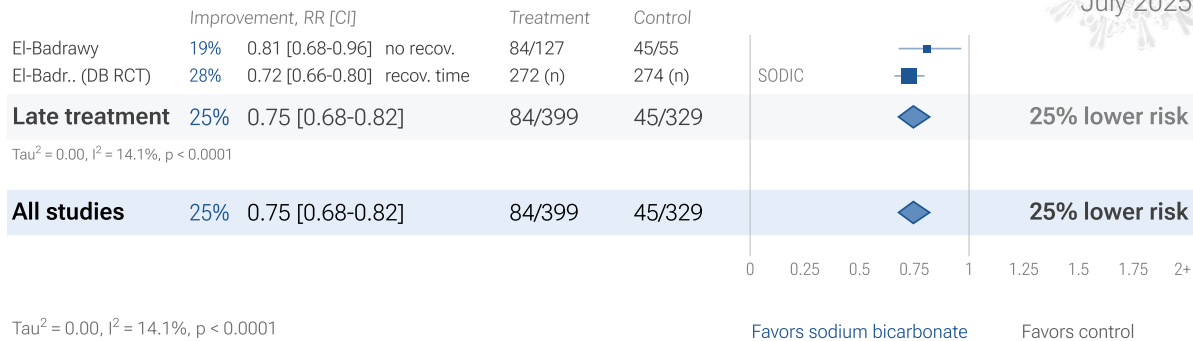 July 2025
Improvement, RR [CI] Treatment Control
El-Badrawy 19% 0.81 [0.68-0.96] no recov. 84/127 45/55
El-Badr.. (DB RCT) 28% 0.72 [0.66-0.80] recov. time 272 (n) 274 (n) SODIC
Late treatment 25% 0.75 [0.68-0.82] 84/399 45/329 25% lower risk
Tau2 = 0.00, I2 = 14.1%, p < 0.0001
All studies 25% 0.75 [0.68-0.82] 84/399 45/329 25% lower risk
0 0.25 0.5 0.75 1 1.25 1.5 1.75 2+
Tau2 = 0.00, I2 = 14.1%, p < 0.0001 Favors sodium bicarbonate Favors control